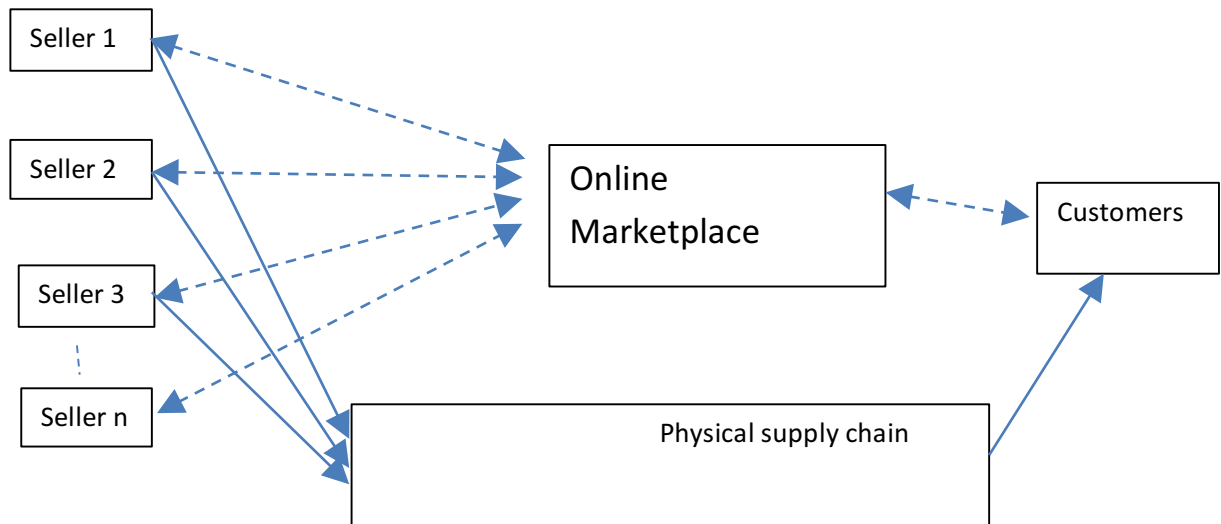 Seller 1
Seller 2
Seller 3
Seller n
Online
Marketplace
Customers
Physical supply chain